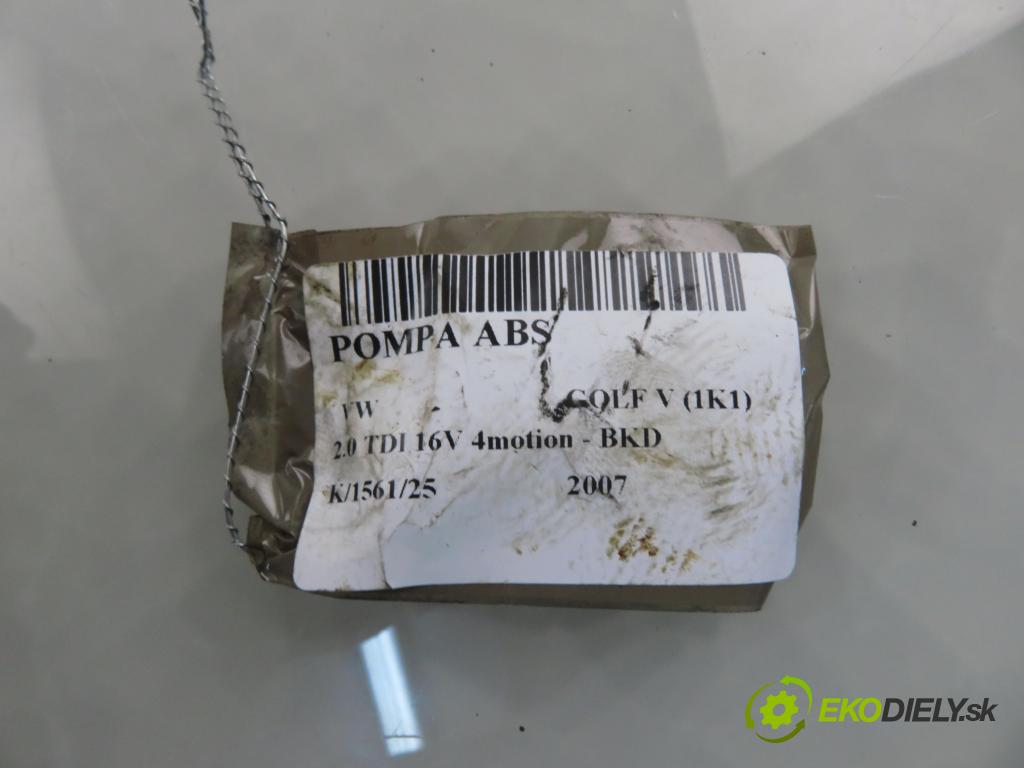 POMPA ABS
VW - GOLF V (1K1)
2.0 TDI 16V 4motion - BKD
K/1561/25 2007
EKODIELY.sk